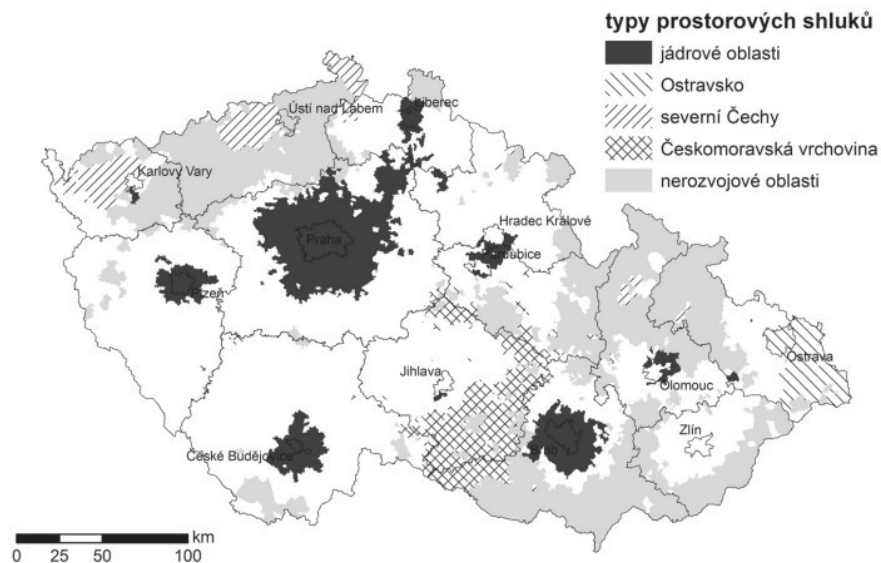 typy prostorových shluků
jádrové oblasti
Ostravsko
severní Čechy
Českomoravská vrchovina
nerozvojové oblasti
Liberec
Ústí nad Labem
Karlovy Vary
Hradec Králové
Praha
Pardubice
Plzeň
Ostrava
Jihlava
Olomouc
Zlín
Brno
České Budějovice
km
0 25 50 100